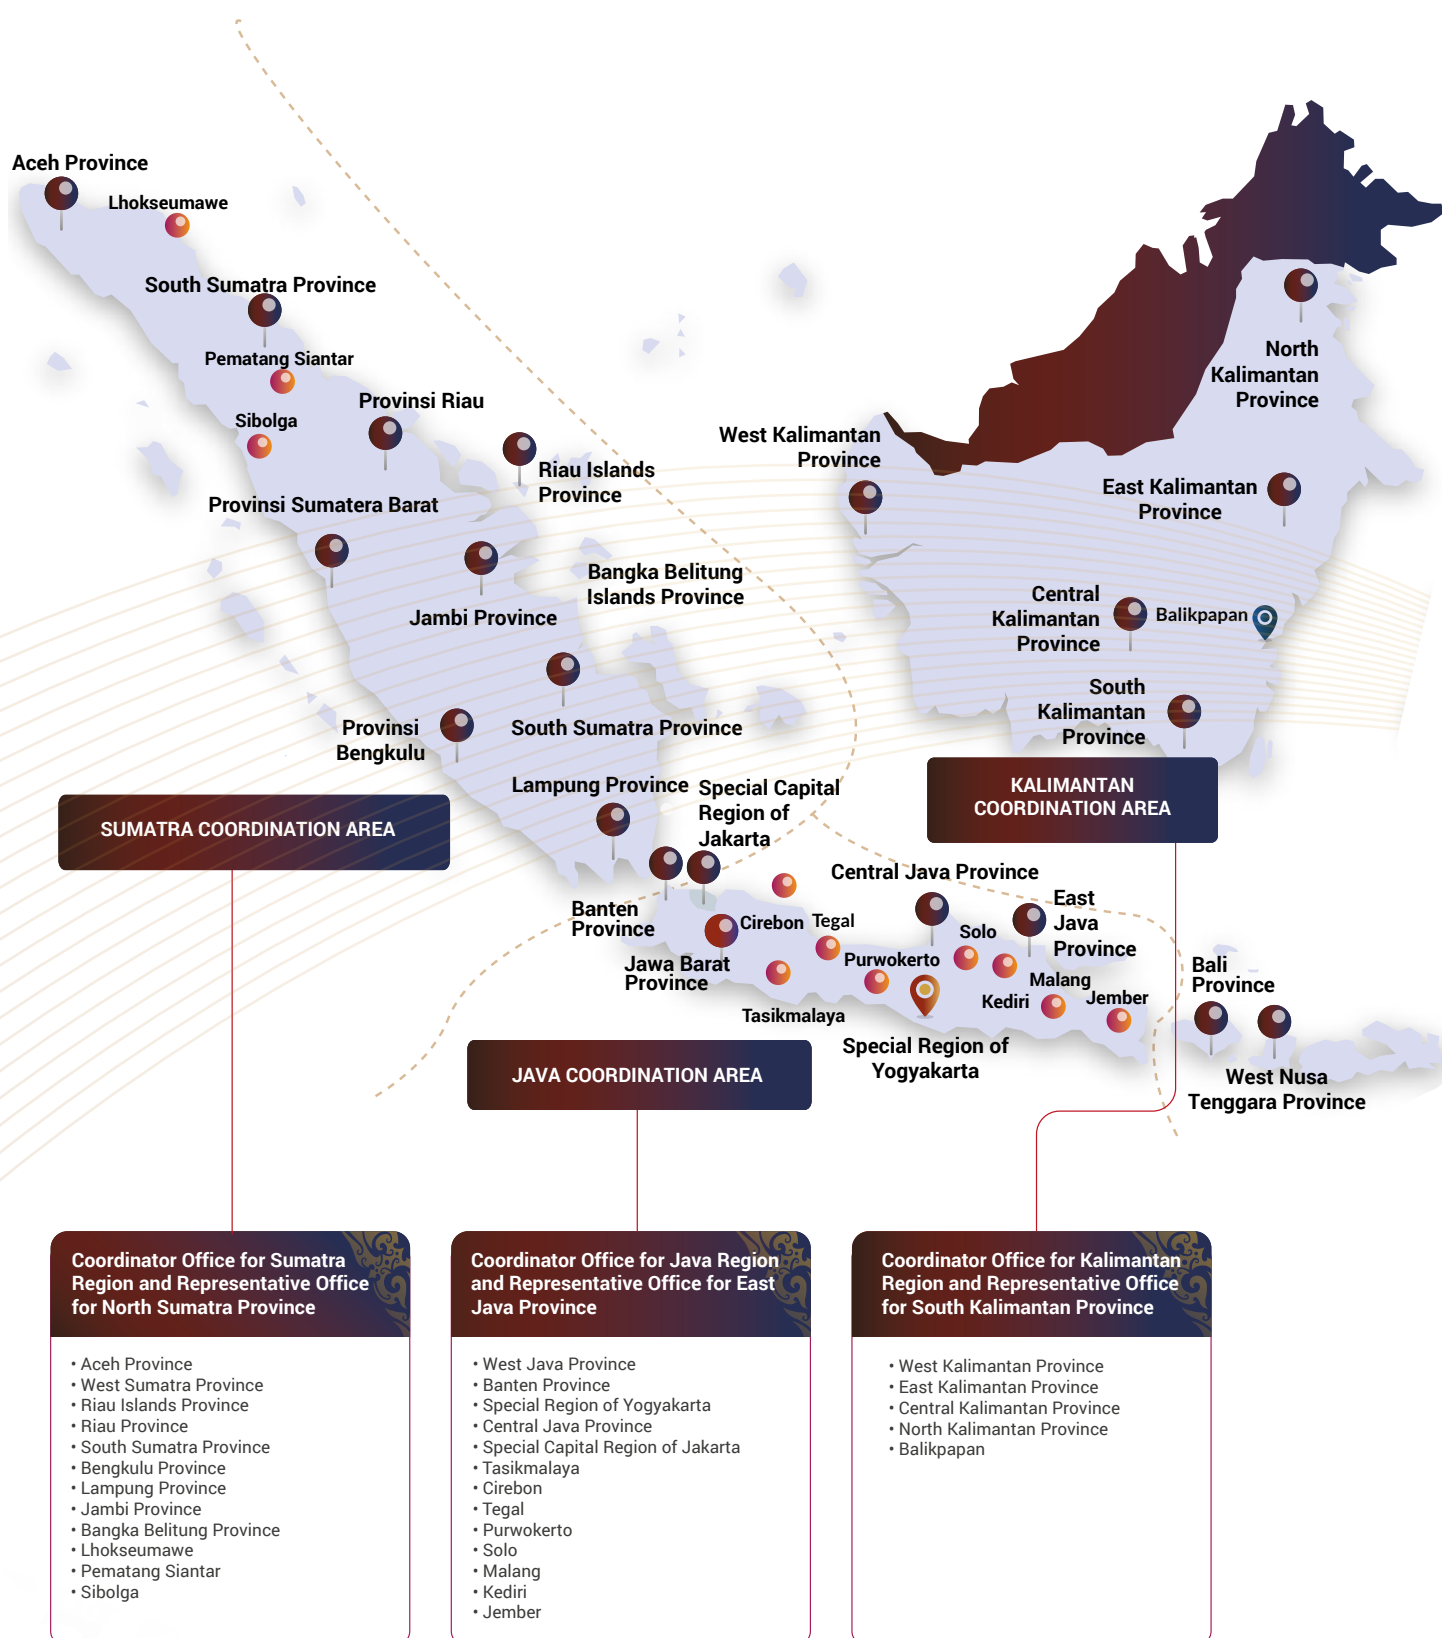 Aceh Province
Lhokseumawe
South Sumatra Province
Pematang Siantar
Provinsi Riau
Sibolga
Riau Islands
Province
Provinsi Sumatera Barat
Bangka Belitung
Islands Province
Jambi Province
South Sumatra Province
Provinsi
Bengkulu
Lampung Province
North
Kalimantan
Province
West Kalimantan
Province
East Kalimantan
Province
Central
Kalimantan
Province
Balikpapan
South
Kalimantan
Province
SUMATRA COORDINATION AREA
KALIMANTAN
COORDINATION AREA
Special Capital
Region of
Jakarta
Banten
Province
Cirebon
Tegal
Central Java Province
East
Java
Province
Solo
Jawa Barat
Province
Purwokerto
Tasikmalaya
Kediri
Malang
Jember
Special Region of
Yogyakarta
Bali
Province
West Nusa
Tenggara Province
JAVA COORDINATION AREA
Coordinator Office for Sumatra
Region and Representative Office
for North Sumatra Province
• Aceh Province
• West Sumatra Province
• Riau Islands Province
• Riau Province
• South Sumatra Province
• Bengkulu Province
• Lampung Province
• Jambi Province
• Bangka Belitung Province
• Lhokseumawe
• Pematang Siantar
• Sibolga
Coordinator Office for Java Region
and Representative Office for East
Java Province
• West Java Province
• Banten Province
• Special Region of Yogyakarta
• Central Java Province
• Special Capital Region of Jakarta
• Tasikmalaya
• Cirebon
• Tegal
• Purwokerto
• Solo
• Malang
• Kediri
• Jember
Coordinator Office for Kalimantan
Region and Representative Office
for South Kalimantan Province
• West Kalimantan Province
• East Kalimantan Province
• Central Kalimantan Province
• North Kalimantan Province
• Balikpapan